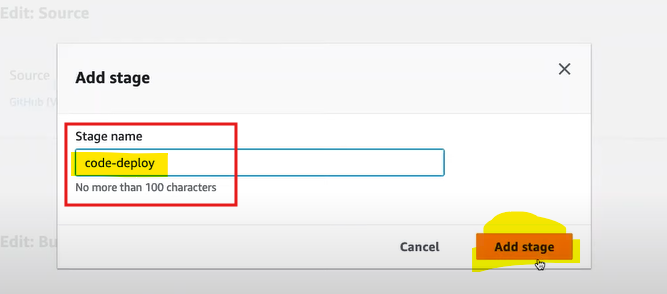 Edit: Source
Add stage
Source
GitHub (V
Stage name
code-deploy
No more than 100 characters
Edit: Bu
Cancel
Add stage